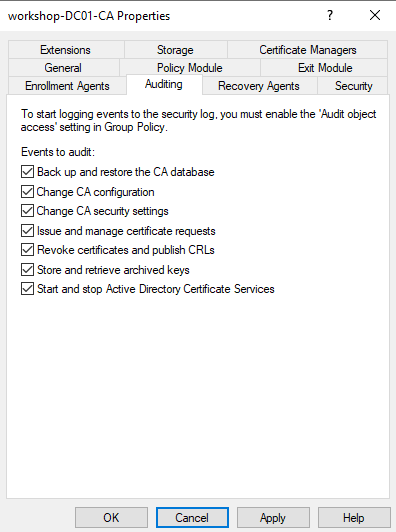 workshop-DC01-CA Properties
?
Extensions
Storage
Certificate Managers
General
Policy Module
Exit Module
Enrollment Agents
Auditing
Recovery Agents
Security
To start logging events to the security log, you must enable the 'Audit object
access' setting in Group Policy.
Events to audit:
Back up and restore the CA database
Change CA configuration
Change CA security settings
Issue and manage certificate requests
Revoke certificates and publish CRLs
Store and retrieve archived keys
Start and stop Active Directory Certificate Services
OK
Cancel
Apply
Help